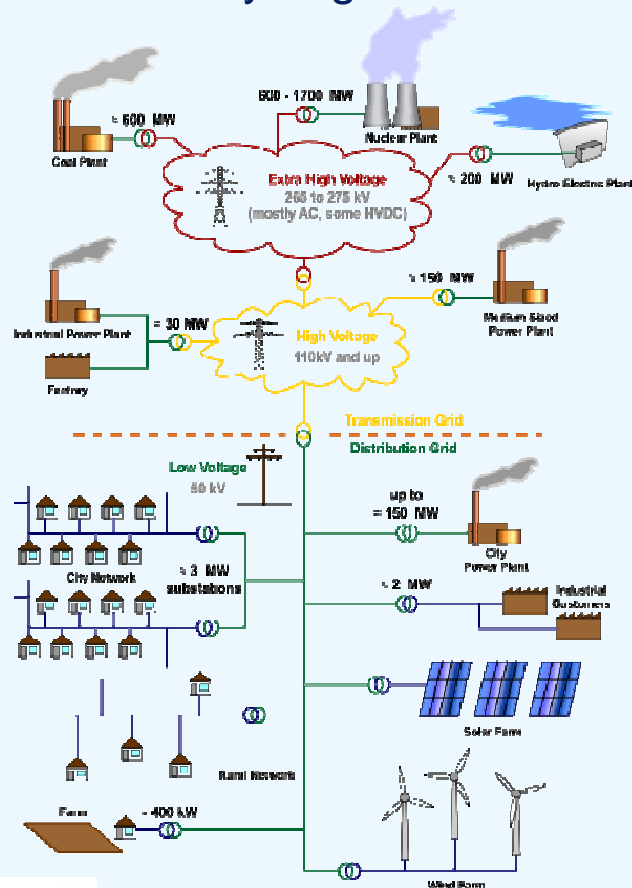 600 - 1700 MW
≈ 600 MW
Nuclear Plant
Coal Plant
Extra High Voltage
265 to 275 kV
(mostly AC, some HVDC)
≈ 200 MW
Hydro Electric Plant
≈ 150 MW
Industrial Power Plant
≈ 30 MW
High Voltage
110kV and up
Power Plant
Factory
Transmission Grid
Distribution Grid
Low Voltage
50 kV
up to
≈ 150 MW
City Network
≈ 3 MW
substations
City
Power Plant
≈ 2 MW
Industrial
Customers
Solar Farm
Rural Network
Farm
~ 400 kW
Wind Farm